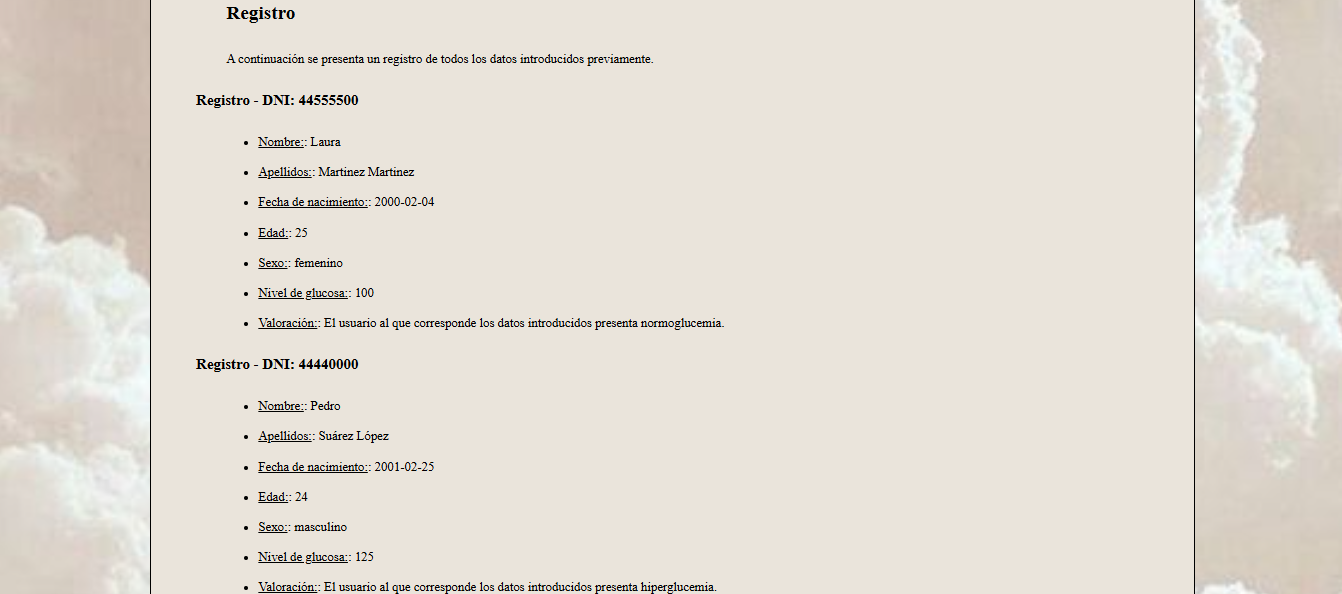 Registro
A continuación se presenta un registro de todos los datos introducidos previamente.
Registro - DNI: 44555500
Nombre:: Laura
Apellidos:: Martinez Martinez
Fecha de nacimiento:: 2000-02-04
Edad:: 25
Sexo:: femenino
Nivel de glucosa:: 100
Valoración:: El usuario al que corresponde los datos introducidos presenta normoglucemia.
Registro - DNI: 44440000
Nombre:: Pedro
Apellidos:: Suárez López
Fecha de nacimiento:: 2001-02-25
Edad:: 24
Sexo:: masculino
Nivel de glucosa:: 125
Valoración:: El usuario al que corresponde los datos introducidos presenta hiperglucemia.